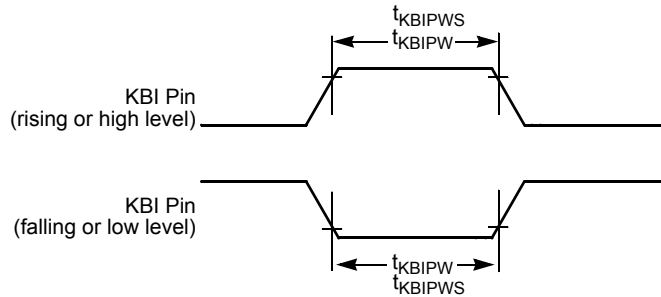 tKBIPWS
tKBIPW
KBI Pin
(rising or high level)
KBI Pin
(falling or low level)
tKBIPW
tKBIPWS